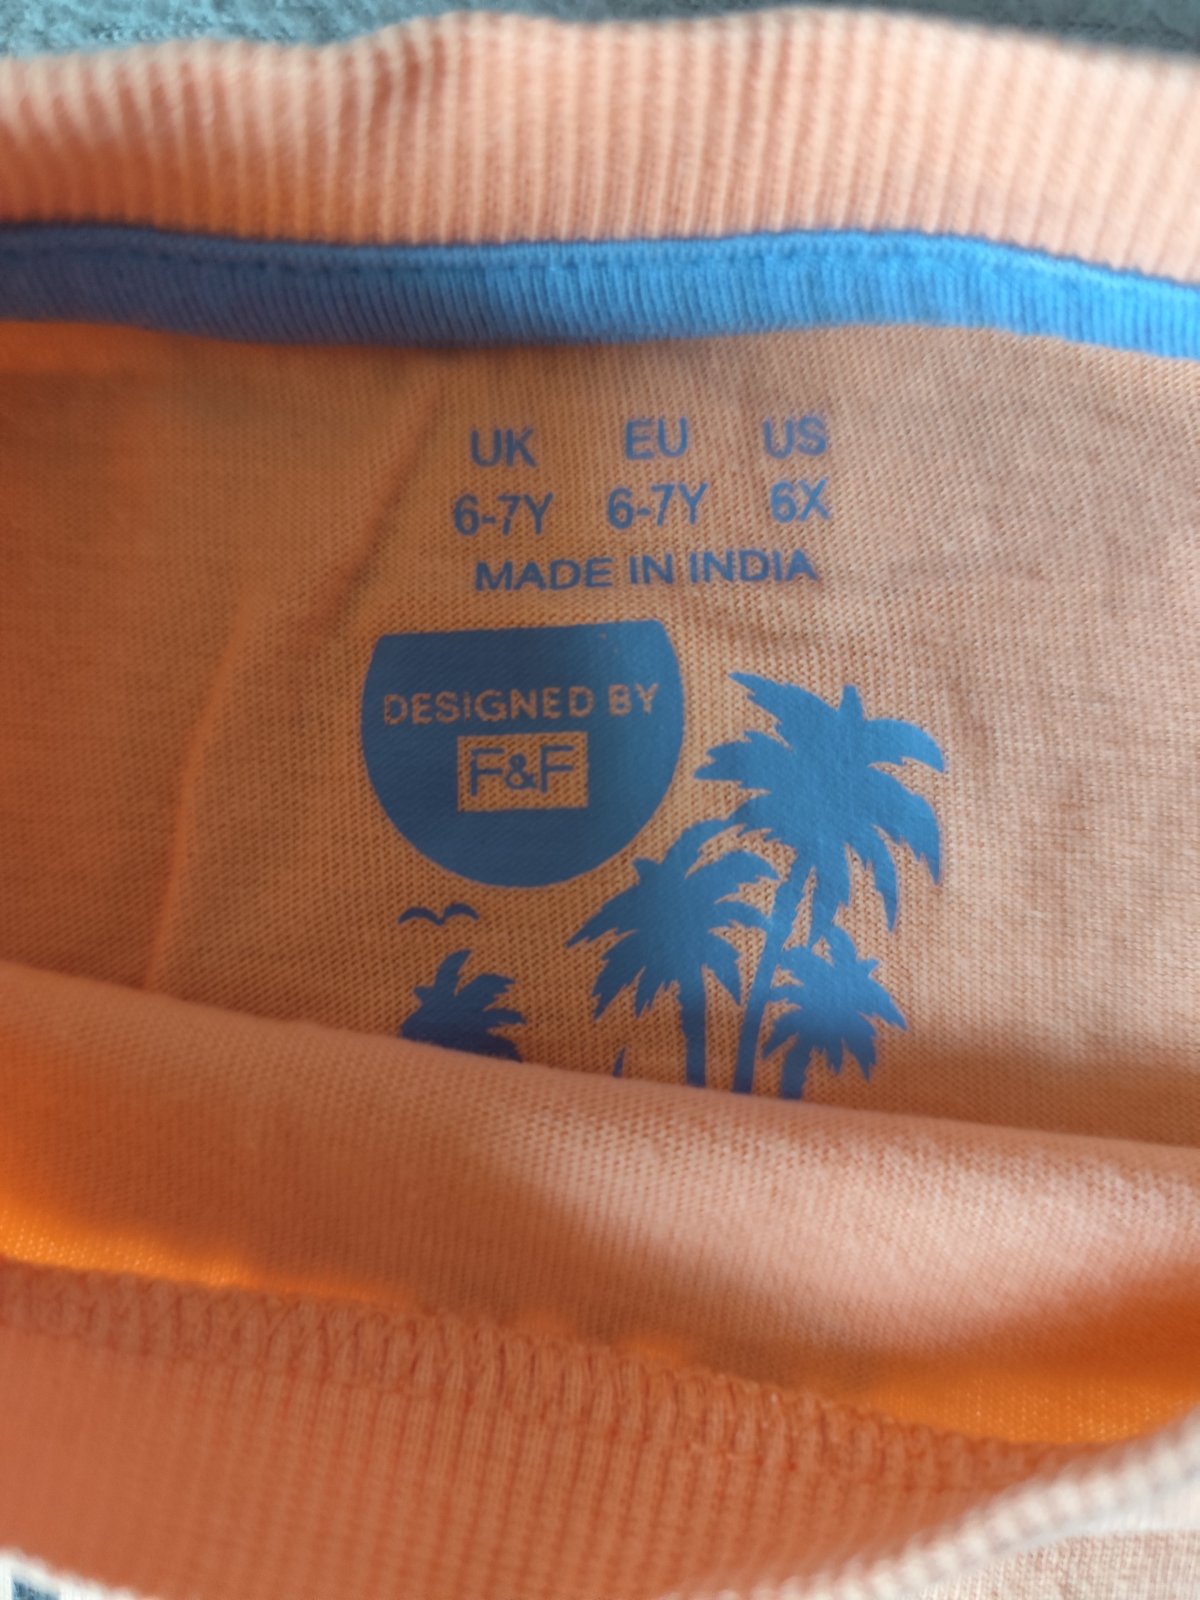 UK EU US
6-7Y 6-7Y 6X
MADE IN INDIA
DESIGNED BY
F&F